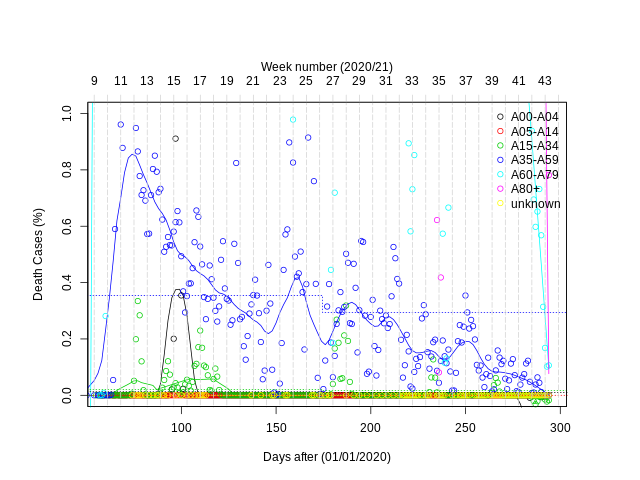 Week number (2020/21)
9 11 13 15 17 19 21 23 25 27 29 31 33 35 37 39 41 43
Death Cases (%)
1.0
0.8
0.6
0.4
0.2
0.0
A00-A04
A05-A14
A15-A34
A35-A59
A60-A79
A80+
unknown
100 150 200 250 300
Days after (01/01/2020)